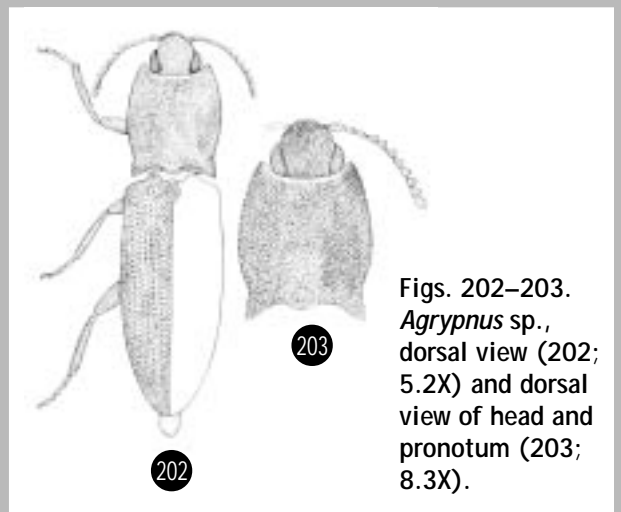 Figs. 202–203.
Agrypnus sp.,
dorsal view (202;
5.2X) and dorsal
view of head and
pronotum (203;
8.3X).
203
202